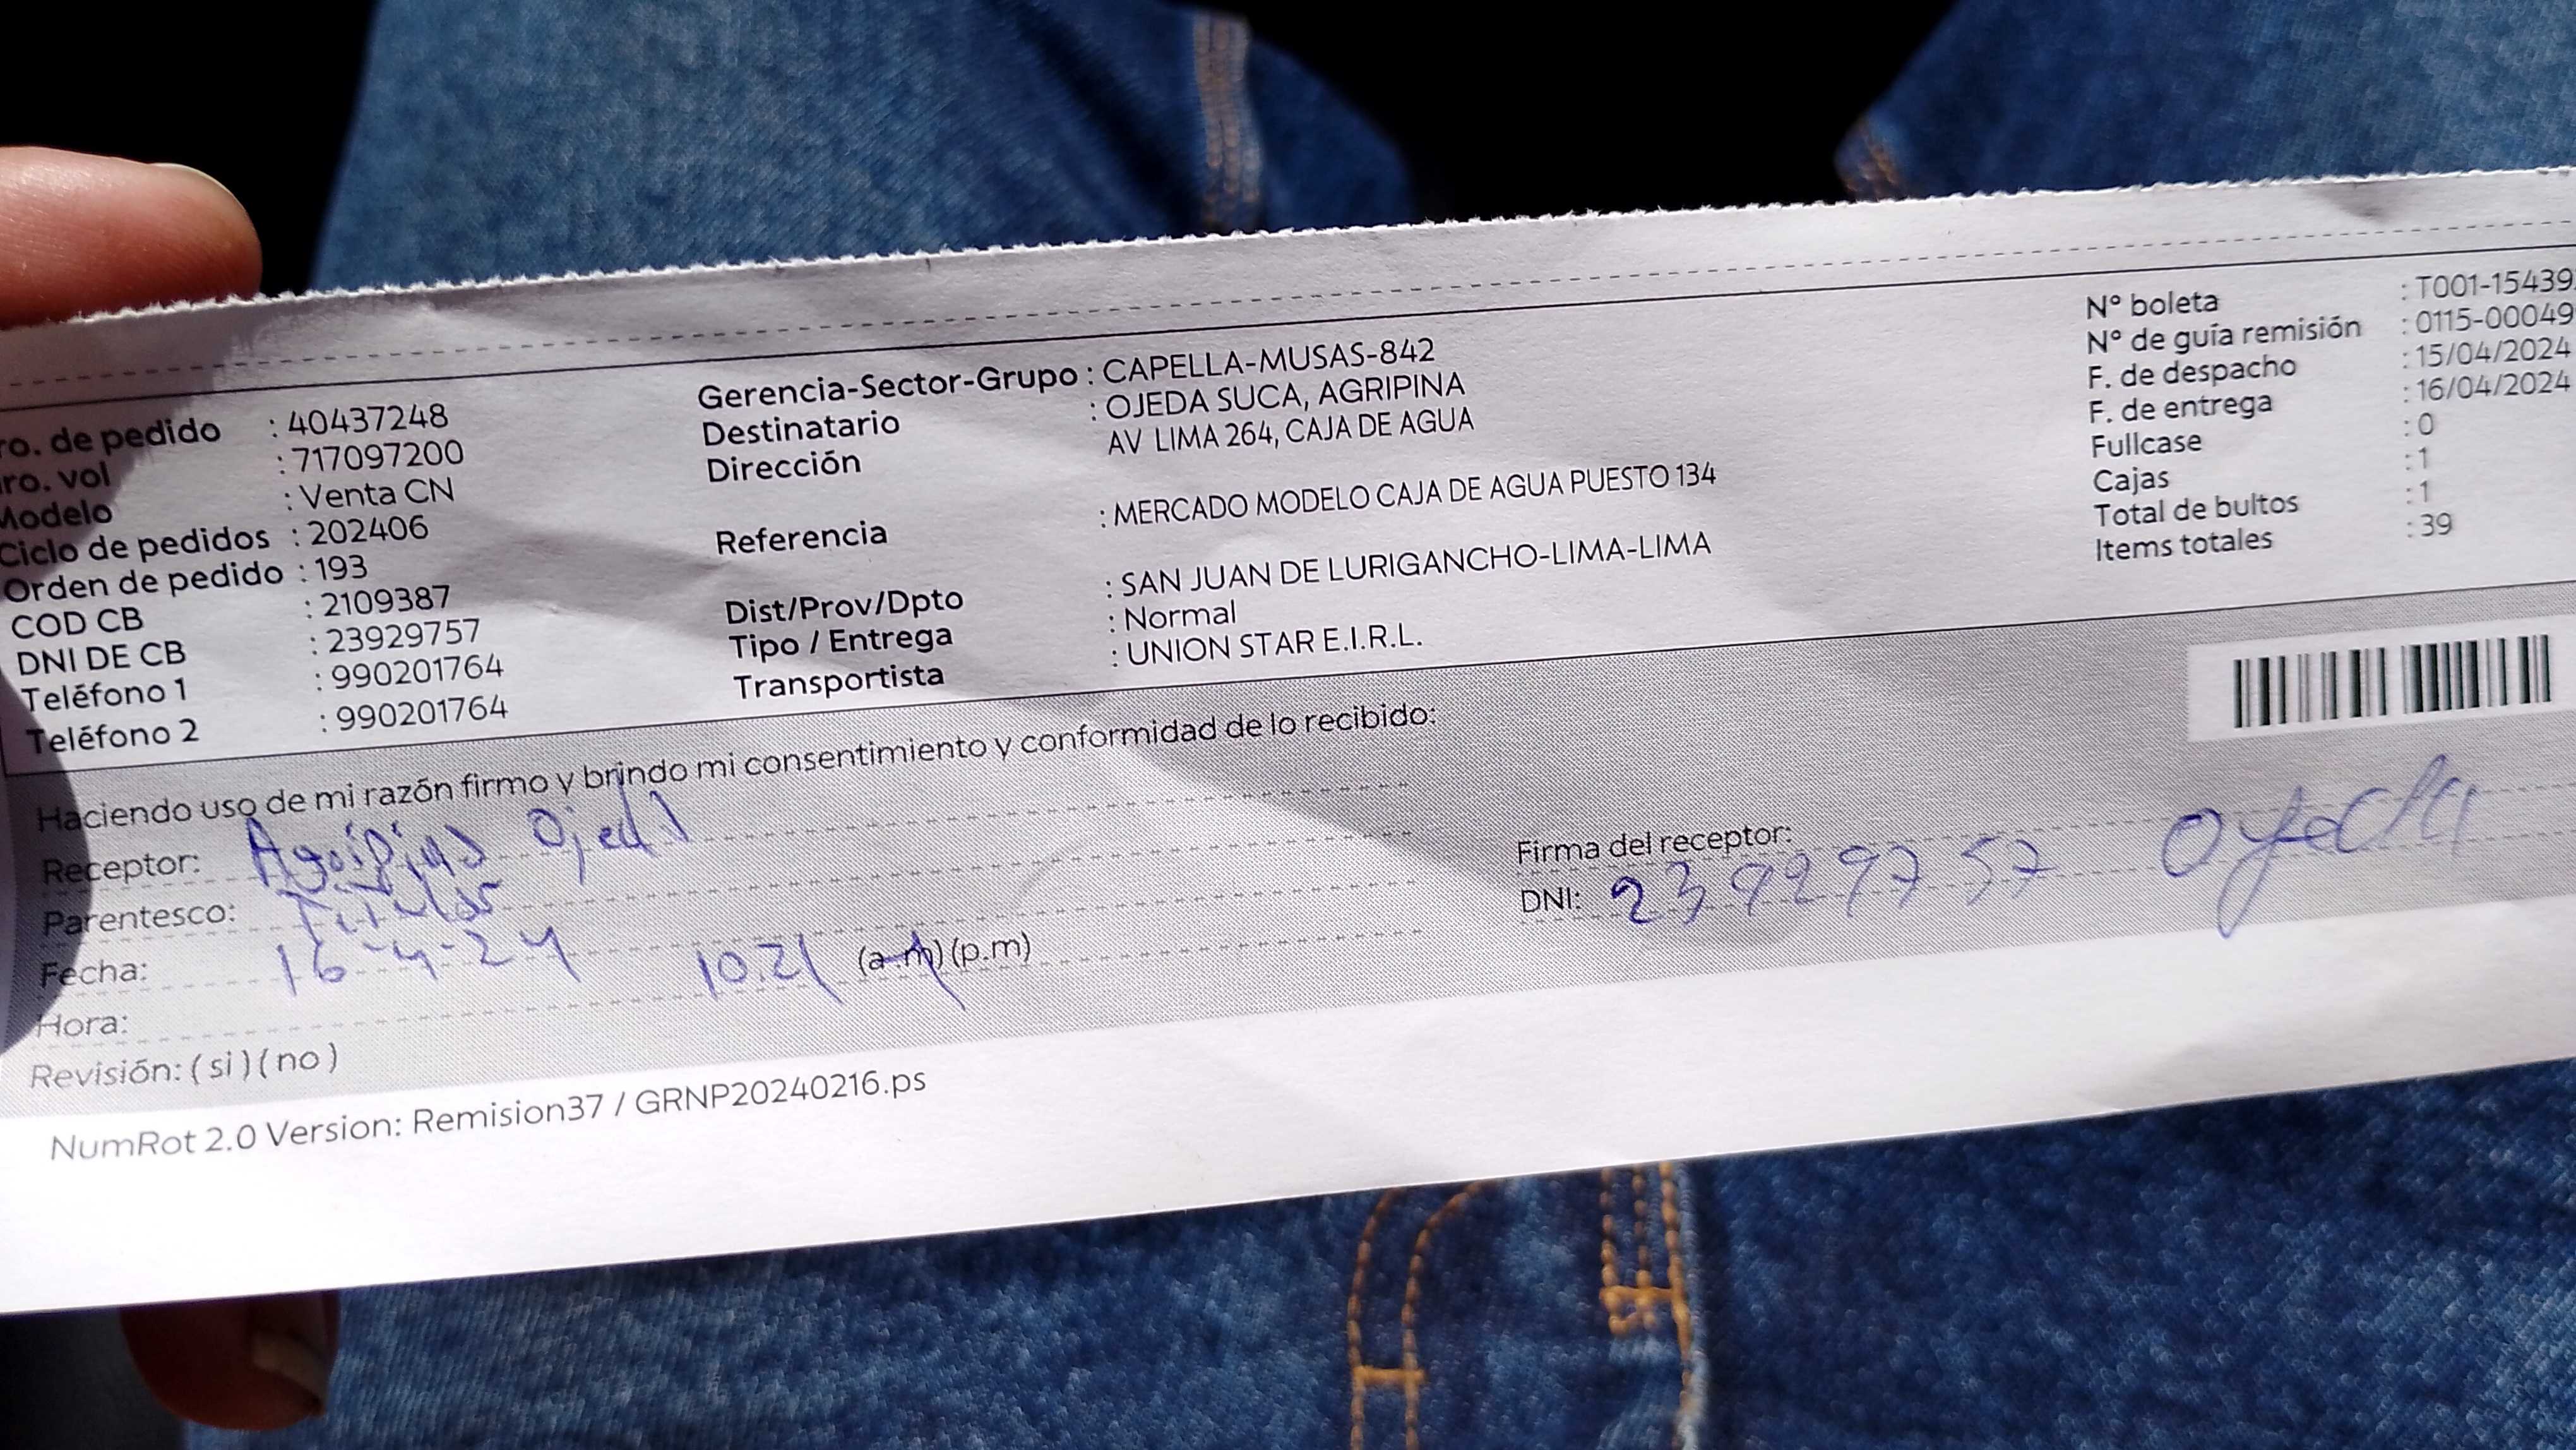 ro. de pedido : 40437248
ro. vol : 717097200
Modelo : Venta CN
Ciclo de pedidos : 202406
Orden de pedido : 193
COD CB : 2109387
DNI DE CB : 23929757
Teléfono 1 : 990201764
Teléfono 2 : 990201764
Gerencia-Sector-Grupo : CAPELLA-MUSAS-842
Destinatario : OJEDA SUCA, AGRIPINA
Dirección AV LIMA 264, CAJA DE AGUA
Referencia : MERCADO MODELO CAJA DE AGUA PUESTO 134
Dist/Prov/Dpto : SAN JUAN DE LURIGANCHO-LIMA-LIMA
Tipo / Entrega : Normal
Transportista : UNION STAR E.I.R.L.
N° boleta : T001-15439
N° de guía remisión : 0115-00049
F. de despacho : 15/04/2024
F. de entrega : 16/04/2024
Fullcase : 0
Cajas : 1
Total de bultos : 1
Items totales : 39
Haciendo uso de mi razón firmo y brindo mi consentimiento y conformidad de lo recibido:
Receptor: Ojeda
Parentesco: Titular
Fecha: 16-4-24
Hora: 10:21 (a.m) (p.m)
Revisión: ( si ) ( no )
Firma del receptor: Ojeda
DNI: 23929757
NumRot 2.0 Version: Remision37 / GRNP20240216.ps